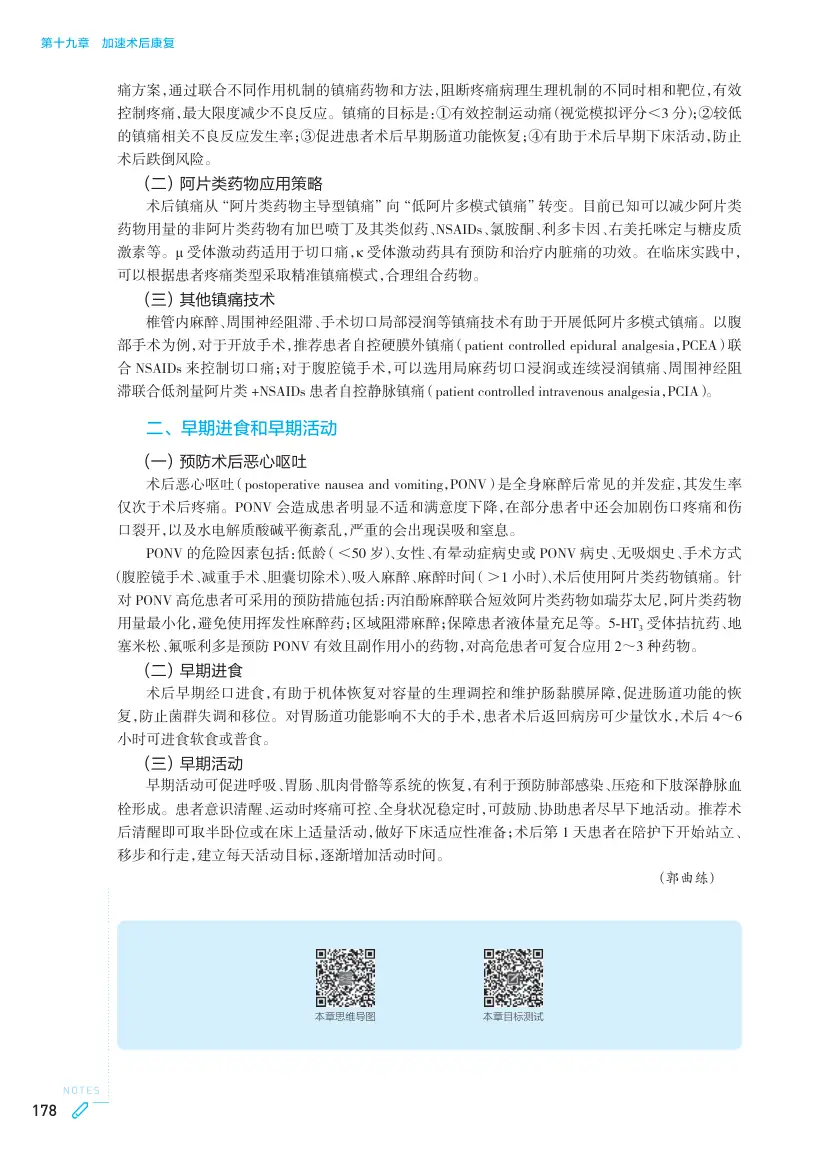 第十九章 加速术后康复
痛方案,通过联合不同作用机制的镇痛药物和方法,阻断疼痛病理生理机制的不同时相和靶位,有效
控制疼痛,最大限度减少不良反应。镇痛的目标是:①有效控制运动痛(视觉模拟评分<3 分);②较低
的镇痛相关不良反应发生率;③促进患者术后早期肠道功能恢复;④有助于术后早期下床活动,防止
术后跌倒风险。
(二) 阿片类药物应用策略
术后镇痛从“阿片类药物主导型镇痛”向“低阿片多模式镇痛”转变。目前已知可以减少阿片类
药物用量的非阿片类药物有加巴喷丁及其类似药、NSAIDs、氯胺酮、利多卡因、右美托咪定与糖皮质
激素等。μ 受体激动药适用于切口痛,κ 受体激动药具有预防和治疗内脏痛的功效。在临床实践中,
可以根据患者疼痛类型采取精准镇痛模式,合理组合药物。
(三) 其他镇痛技术
椎管内麻醉、周围神经阻滞、手术切口局部浸润等镇痛技术有助于开展低阿片多模式镇痛。以腹
部手术为例,对于开放手术,推荐患者自控硬膜外镇痛(patient controlled epidural analgesia,PCEA)联
合 NSAIDs 来控制切口痛;对于腹腔镜手术,可以选用局麻药切口浸润或连续浸润镇痛、周围神经阻
滞联合低剂量阿片类 +NSAIDs 患者自控静脉镇痛(patient controlled intravenous analgesia,PCIA)。
二、早期进食和早期活动
(一) 预防术后恶心呕吐
术后恶心呕吐(postoperative nausea and vomiting,PONV)是全身麻醉后常见的并发症,其发生率
仅次于术后疼痛。PONV 会造成患者明显不适和满意度下降,在部分患者中还会加剧伤口疼痛和伤
口裂开,以及水电解质酸碱平衡紊乱,严重的会出现误吸和窒息。
PONV 的危险因素包括:低龄(<50 岁)、女性、有晕动症病史或 PONV 病史、无吸烟史、手术方式
(腹腔镜手术、减重手术、胆囊切除术)、吸入麻醉、麻醉时间(>1 小时)、术后使用阿片类药物镇痛。针
对 PONV 高危患者可采用的预防措施包括:丙泊酚麻醉联合短效阿片类药物如瑞芬太尼,阿片类药物
用量最小化,避免使用挥发性麻醉药;区域阻滞麻醉;保障患者液体量充足等。5-HT₃ 受体拮抗药、地
塞米松、氟哌利多是预防 PONV 有效且副作用小的药物,对高危患者可复合应用 2~3 种药物。
(二) 早期进食
术后早期经口进食,有助于机体恢复对容量的生理调控和维护肠黏膜屏障,促进肠道功能的恢
复,防止菌群失调和移位。对胃肠道功能影响不大的手术,患者术后返回病房可少量饮水,术后 4~6
小时可进食软食或普食。
(三) 早期活动
早期活动可促进呼吸、胃肠、肌肉骨骼等系统的恢复,有利于预防肺部感染、压疮和下肢深静脉血
栓形成。患者意识清醒、运动时疼痛可控、全身状况稳定时,可鼓励、协助患者尽早下地活动。推荐术
后清醒即可取半卧位或在床上适量活动,做好下床适应性准备;术后第 1 天患者在陪护下开始站立、
移步和行走,建立每天活动目标,逐渐增加活动时间。
(郭曲练)
本章思维导图
本章目标测试
NOTES
178